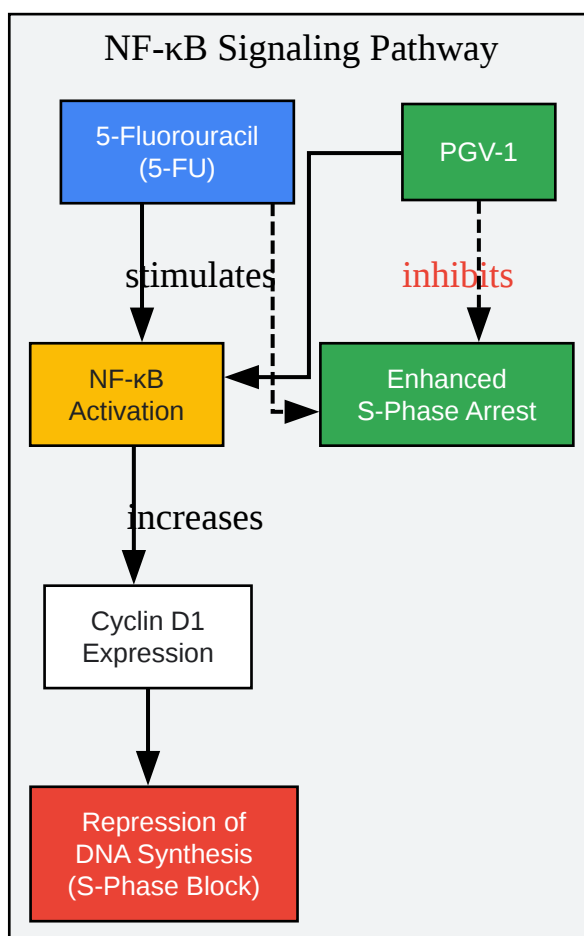 NF-κB Signaling Pathway
5-Fluorouracil
(5-FU)
PGV-1
stimulates
inhibits
NF-κB
Activation
Enhanced
S-Phase Arrest
increases
Cyclin D1
Expression
Repression of
DNA Synthesis
(S-Phase Block)